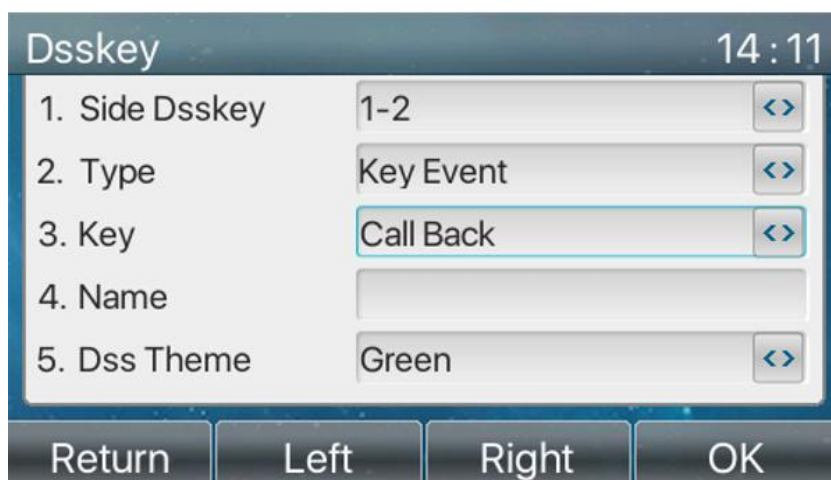 Dsskey 14:11
1. Side Dsskey 1-2 <>
2. Type Key Event <>
3. Key Call Back <>
4. Name
5. Dss Theme Green <>
Return Left Right OK